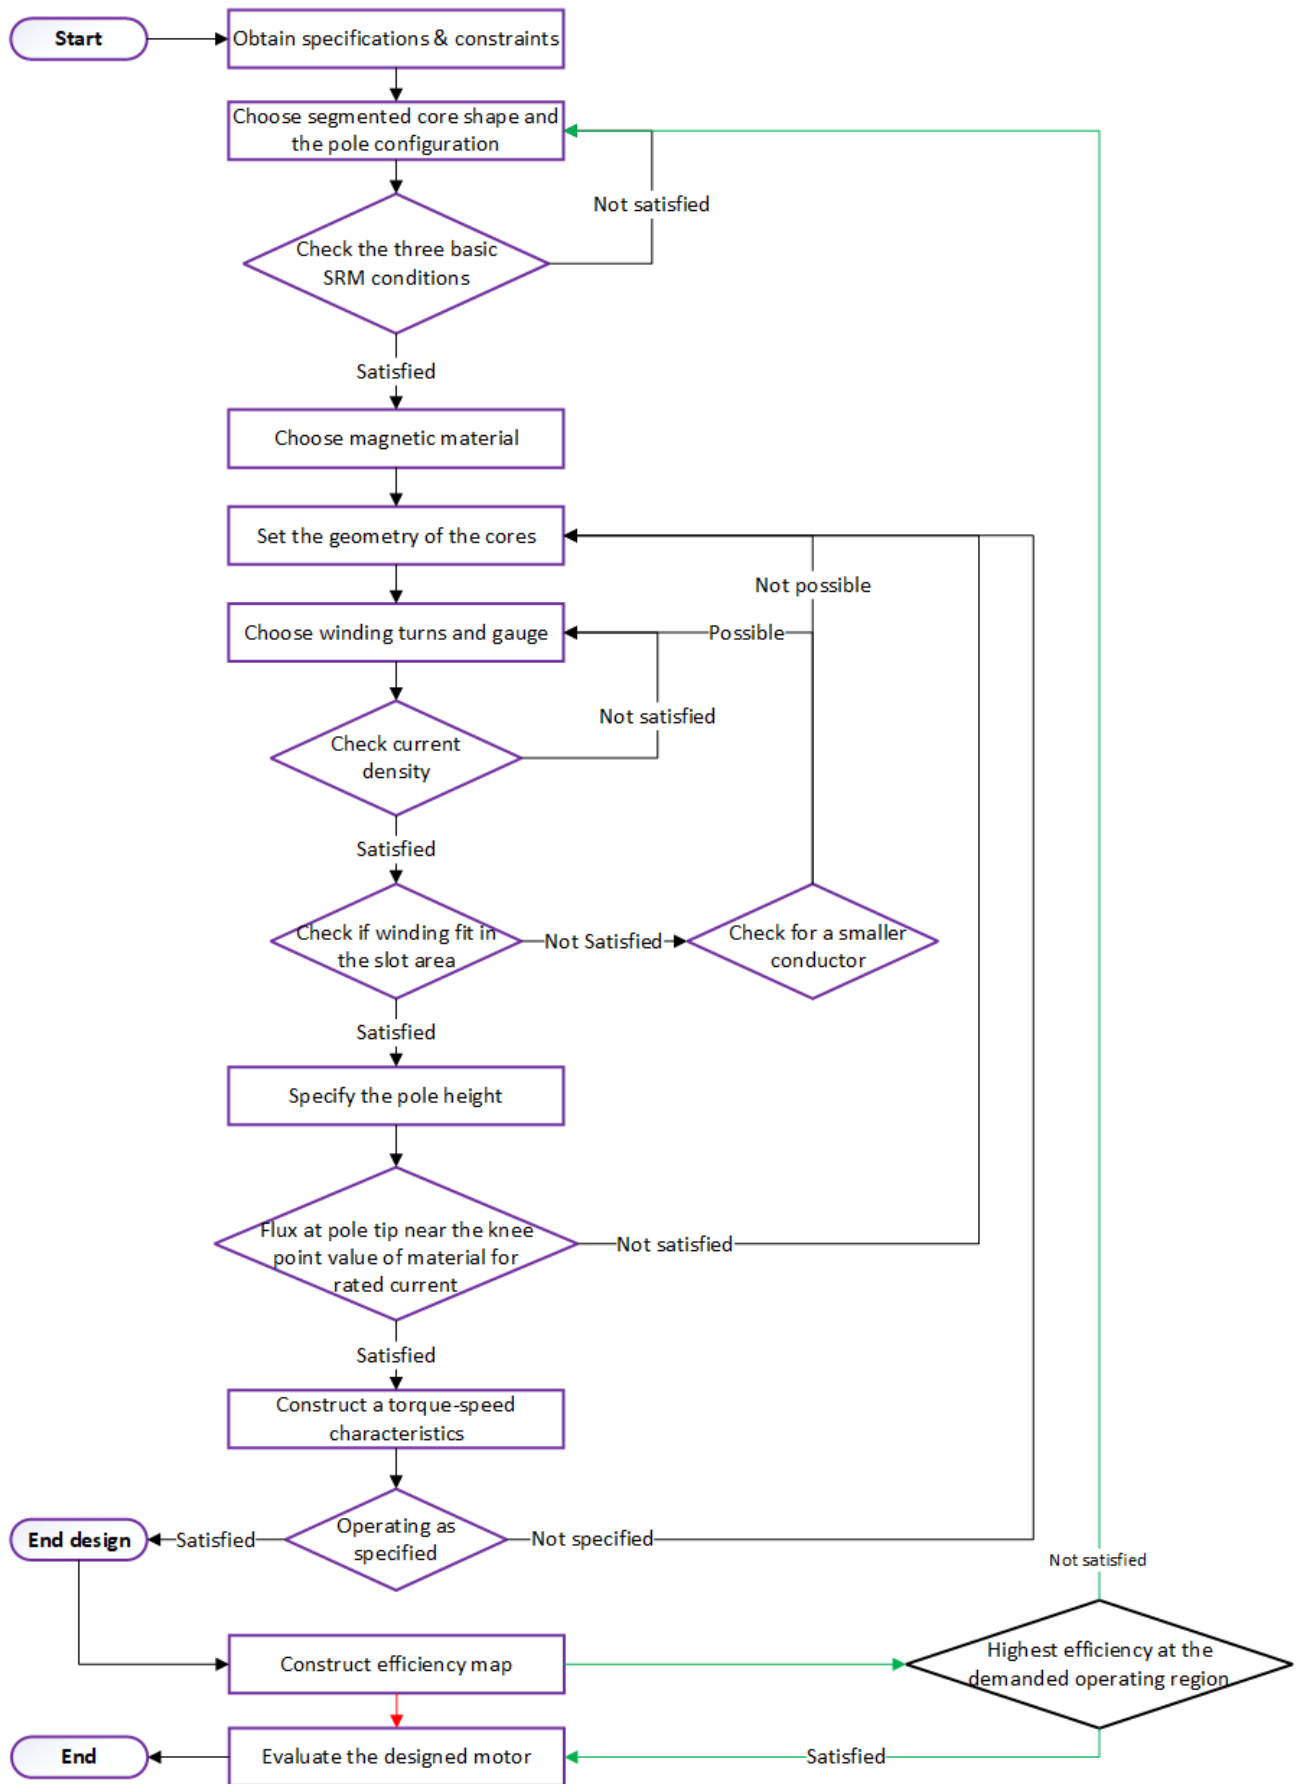 Start
Obtain specifications & constraints
Choose segmented core shape and
the pole configuration
Not satisfied
Check the three basic
SRM conditions
Satisfied
Choose magnetic material
Set the geometry of the cores
Not possible
Choose winding turns and gauge
Possible
Not satisfied
Check current
density
Satisfied
Check if winding fit in
the slot area
Not Satisfied
Check for a smaller
conductor
Satisfied
Specify the pole height
Flux at pole tip near the knee
point value of material for
rated current
Not satisfied
Satisfied
Construct a torque-speed
characteristics
End design
Satisfied
Operating as
specified
Not specified
Not satisfied
Construct efficiency map
Highest efficiency at the
demanded operating region
End
Evaluate the designed motor
Satisfied